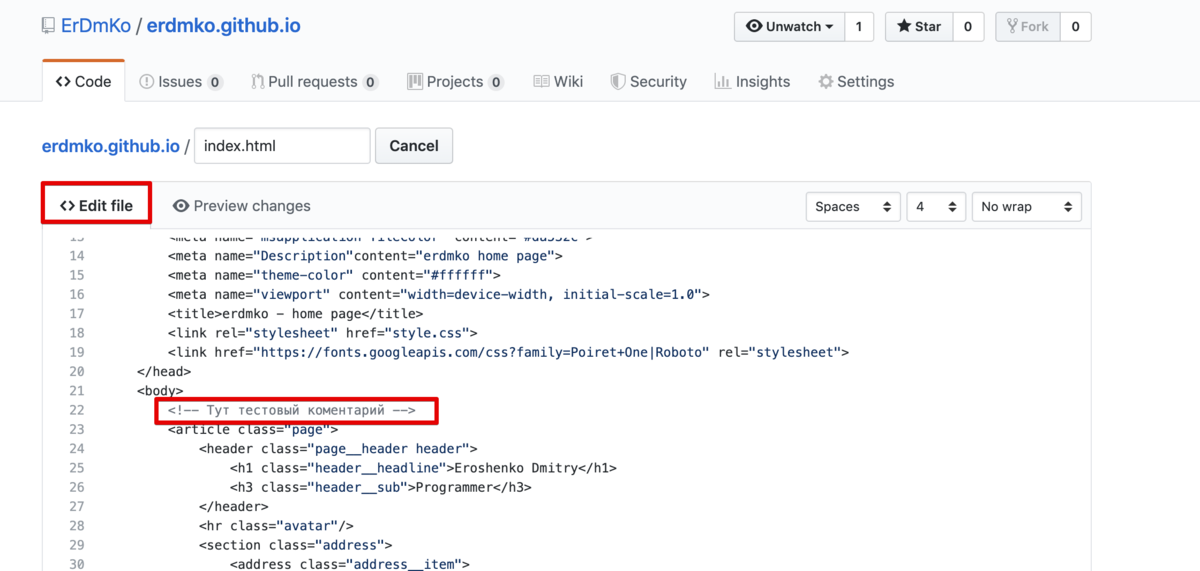 ErDmKo / erdmko.github.io
Unwatch 1 Star 0 Fork 0
Code Issues 0 Pull requests 0 Projects 0 Wiki Security Insights Settings
erdmko.github.io / index.html Cancel
<> Edit file Preview changes Spaces 4 No wrap
13 <meta name="msapplication-TileColor" content="#da532c">
14 <meta name="Description"content="erdmko home page">
15 <meta name="theme-color" content="#ffffff">
16 <meta name="viewport" content="width=device-width, initial-scale=1.0">
17 <title>erdmko - home page</title>
18 <link rel="stylesheet" href="style.css">
19 <link href="https://fonts.googleapis.com/css?family=Poiret+One|Roboto" rel="stylesheet">
20 </head>
21 <body>
22 <!-- Тут тестовый коментарий -->
23 <article class="page">
24 <header class="page__header header">
25 <h1 class="header__headline">Eroshenko Dmitry</h1>
26 <h3 class="header__sub">Programmer</h3>
27 </header>
28 <hr class="avatar"/>
29 <section class="address">
30 <address class="address__item">